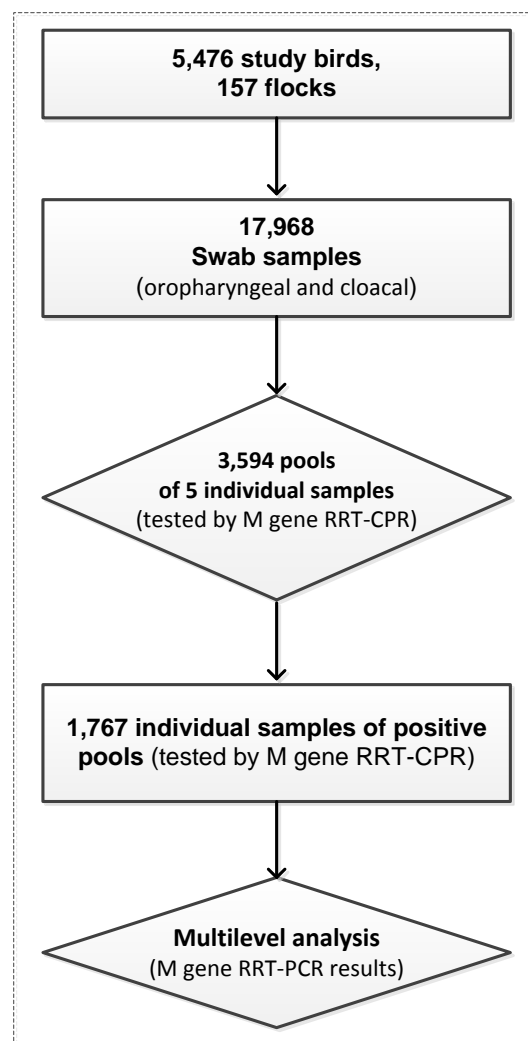 5,476 study birds,
157 flocks
17,968
Swab samples
(oropharyngeal and cloacal)
3,594 pools
of 5 individual samples
(tested by M gene RRT-CPR)
1,767 individual samples of positive
pools (tested by M gene RRT-CPR)
Multilevel analysis
(M gene RRT-PCR results)